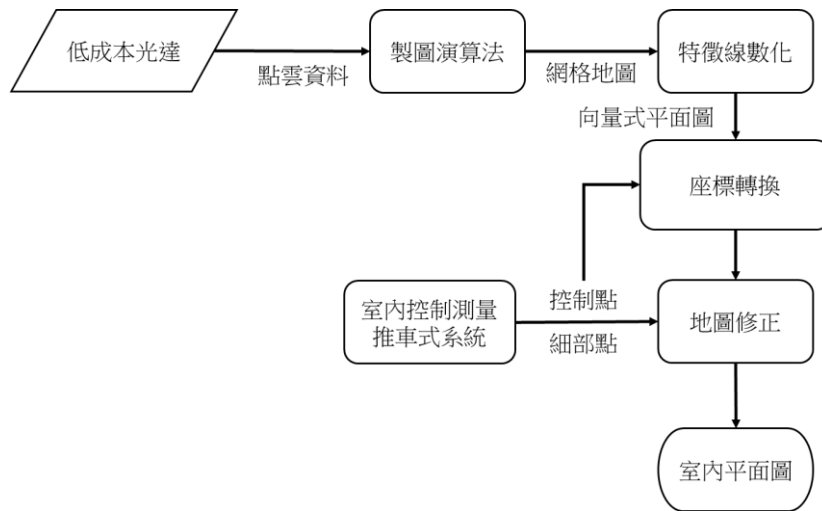 低成本光達
點雲資料
製圖演算法
網格地圖
特徵線數化
向量式平面圖
座標轉換
室內控制測量
推車式系統
控制點
細部點
地圖修正
室內平面圖